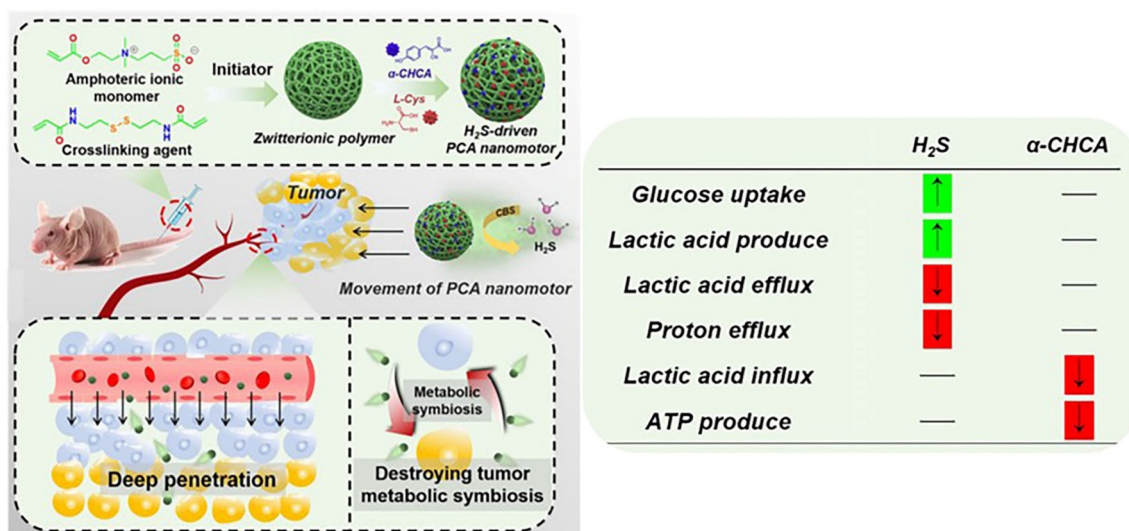 Amphoteric ionic
monomer
Crosslinking agent
Initiator
Zwitterionic polymer
α-CHCA
L-Cys
H₂S-driven
PCA nanomotor
Tumor
CBS
H₂S
Movement of PCA nanomotor
Deep penetration
Metabolic
symbiosis
Destroying tumor
metabolic symbiosis
H₂S α-CHCA
Glucose uptake ↑ —
Lactic acid produce ↑ —
Lactic acid efflux ↓ —
Proton efflux ↓ —
Lactic acid influx — ↓
ATP produce — ↓